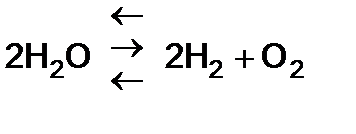 ←
2H₂O → 2H₂ + O₂
←